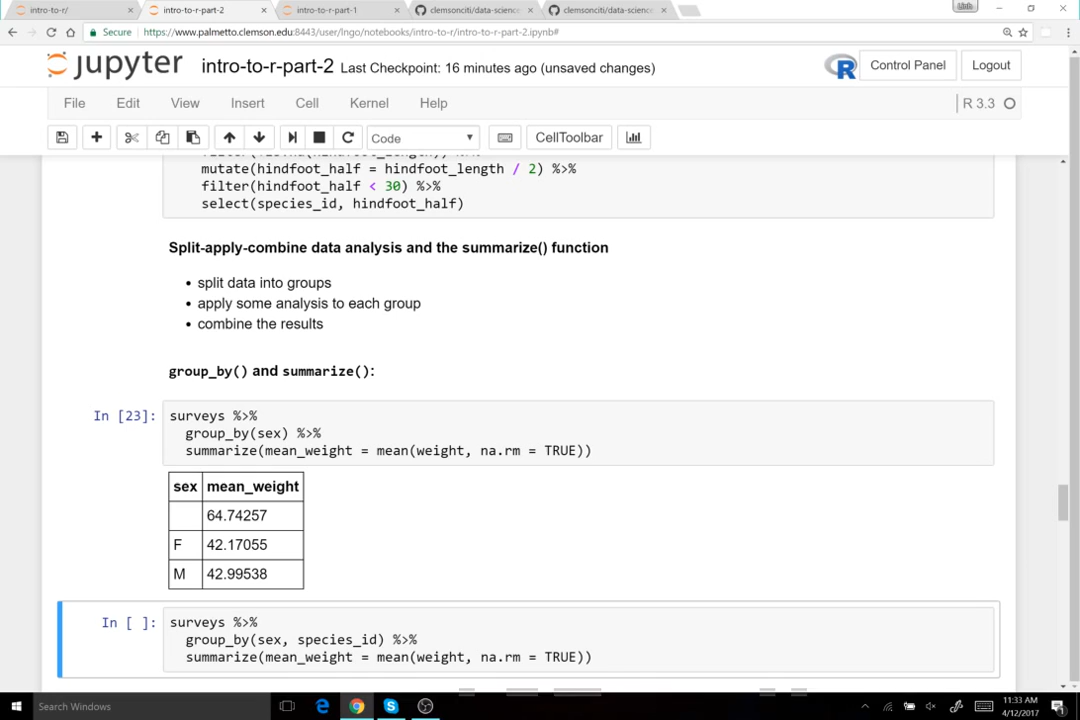 intro-to-r/
intro-to-r-part-2
intro-to-r-part-1
clemsonciti/data-science
clemsonciti/data-science
Secure
https://www.palmetto.clemson.edu:8443/user/lngo/notebooks/intro-to-r/intro-to-r-part-2.ipynb#
jupyter
intro-to-r-part-2 Last Checkpoint: 16 minutes ago (unsaved changes)
Control Panel
Logout
File Edit View Insert Cell Kernel Help
R 3.3
Code
CellToolbar
mutate(hindfoot_half = hindfoot_length / 2) %>%
filter(hindfoot_half < 30) %>%
select(species_id, hindfoot_half)
Split-apply-combine data analysis and the summarize() function
• split data into groups
• apply some analysis to each group
• combine the results
group_by() and summarize():
In [23]: surveys %>%
group_by(sex) %>%
summarize(mean_weight = mean(weight, na.rm = TRUE))
sex mean_weight
64.74257
F 42.17055
M 42.99538
In [ ]: surveys %>%
group_by(sex, species_id) %>%
summarize(mean_weight = mean(weight, na.rm = TRUE))
Search Windows
11:33 AM
4/12/2017